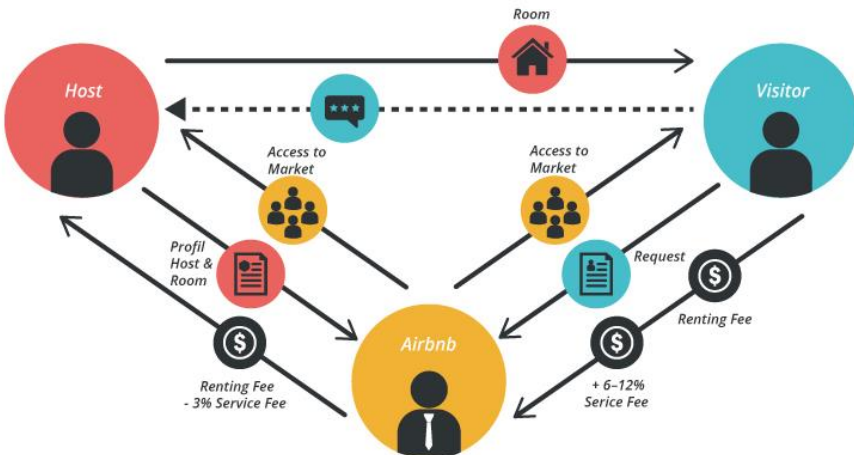 Room
Host
Visitor
Access to
Market
Access to
Market
Profil
Host &
Room
Request
Renting Fee
Airbnb
Renting Fee
- 3% Service Fee
+ 6–12%
Serice Fee